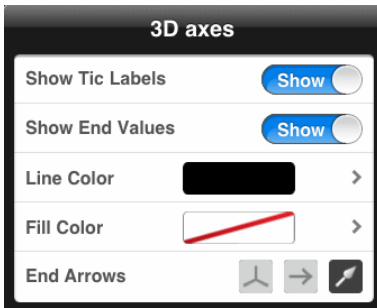 3D axes
Show Tic Labels Show
Show End Values Show
Line Color
Fill Color
End Arrows